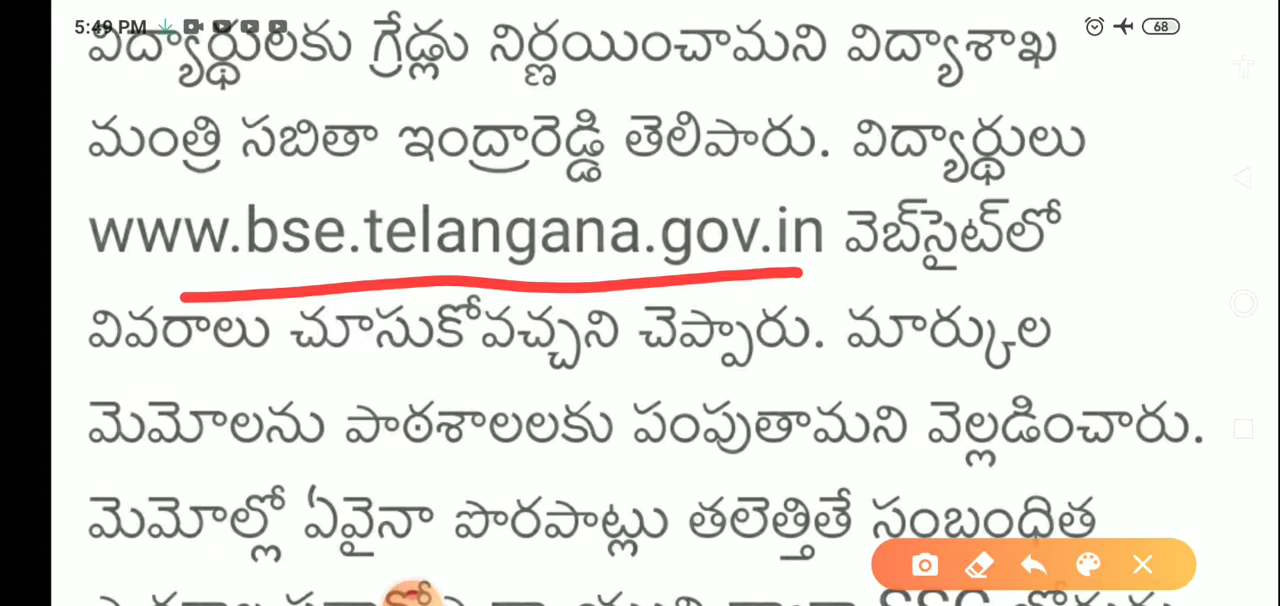 5:49 PM
68
విద్యార్థులకు గ్రేడ్లు నిర్ణయించామని విద్యాశాఖ
మంత్రి సబితా ఇంద్రారెడ్డి తెలిపారు. విద్యార్థులు
www.bse.telangana.gov.in వెబ్‌సైట్‌లో
వివరాలు చూసుకోవచ్చని చెప్పారు. మార్కుల
మెమోలను పాఠశాలలకు పంపుతామని వెల్లడించారు.
మెమోల్లో ఏవైనా పొరపాట్లు తలెత్తితే సంబంధిత